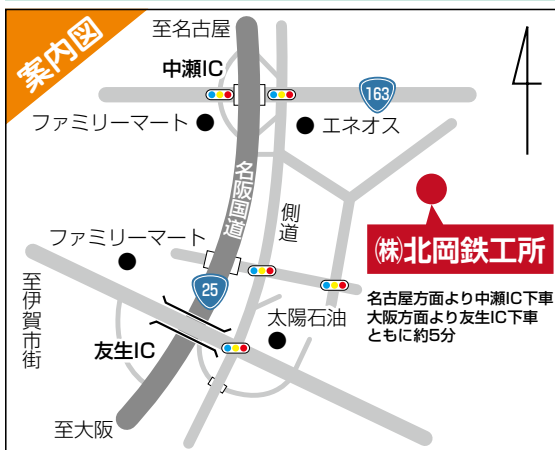 案内図
至名古屋
中瀬IC
163
ファミリーマート
エネオス
名阪国道
側道
(株)北岡鉄工所
ファミリーマート
25
名古屋方面より中瀬IC下車
大阪方面より友生IC下車
ともに約5分
至伊賀市街
太陽石油
友生IC
至大阪